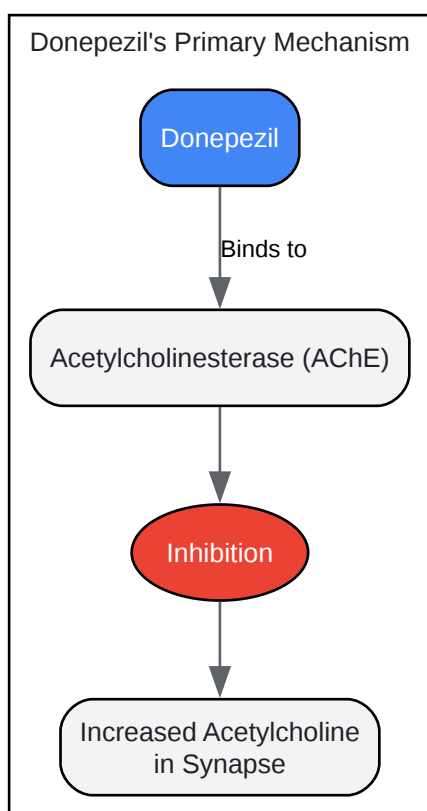 Donepezil's Primary Mechanism
Donepezil
Binds to
Acetylcholinesterase (AChE)
Inhibition
Increased Acetylcholine
in Synapse